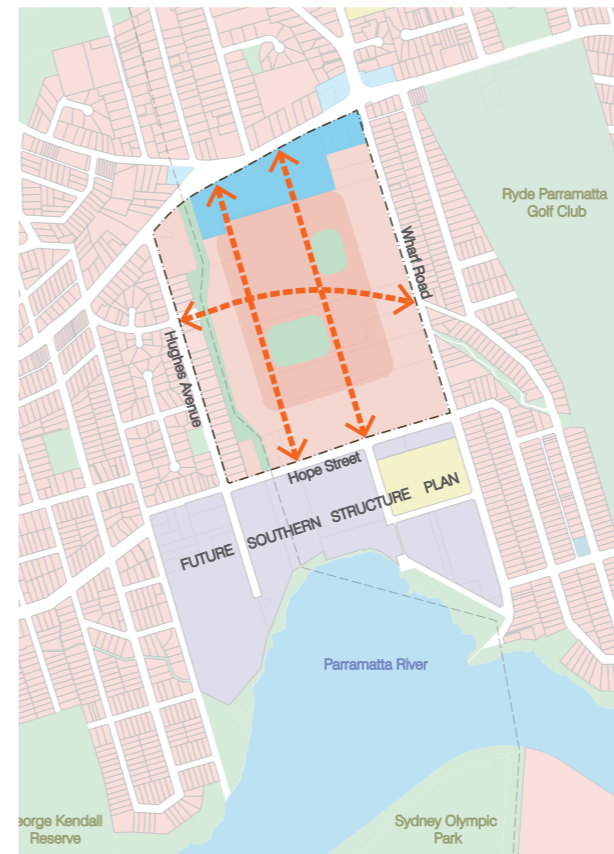 Ryde Parramatta
Golf Club
Wharf Road
Hughes Avenue
Hope Street
FUTURE SOUTHERN STRUCTURE PLAN
Parramatta River
eorge Kendall
Reserve
Sydney Olympic
Park